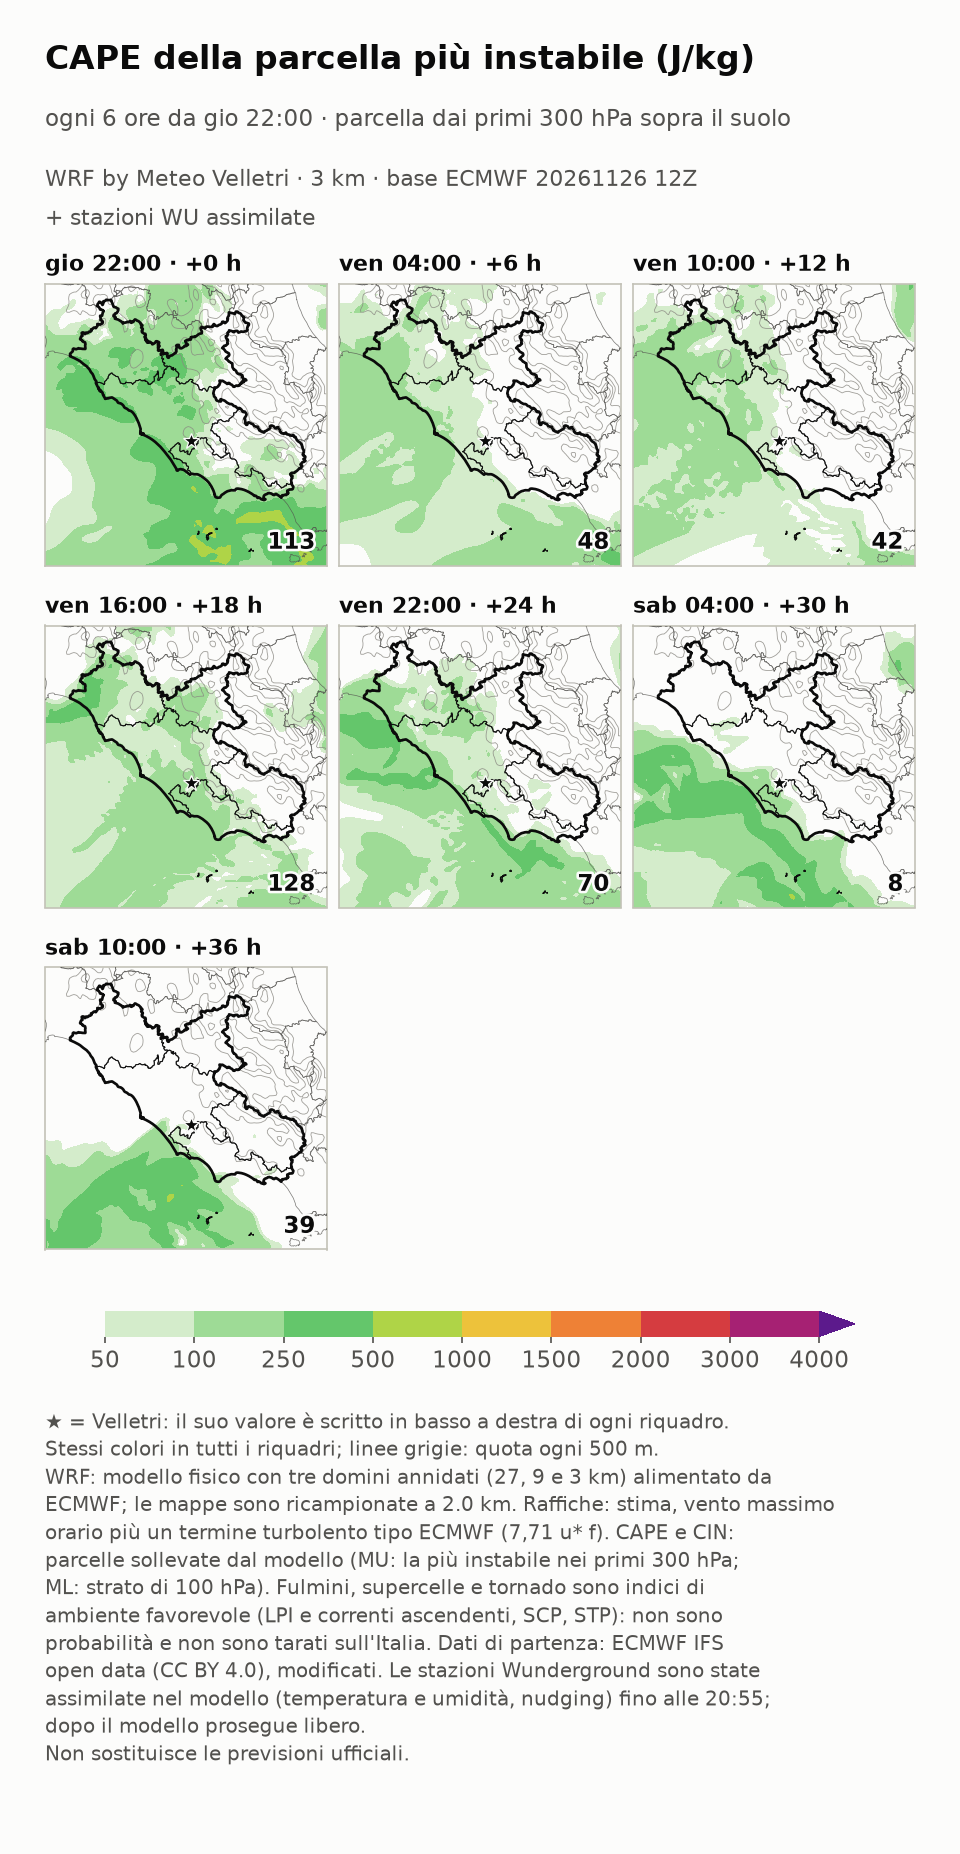 CAPE della parcella più instabile (J/kg)
ogni 6 ore da gio 22:00 · parcella dai primi 300 hPa sopra il suolo
WRF by Meteo Velletri · 3 km · base ECMWF 20261126 12Z
+ stazioni WU assimilate
gio 22:00 · +0 h
ven 04:00 · +6 h
ven 10:00 · +12 h
113
48
42
ven 16:00 · +18 h
ven 22:00 · +24 h
sab 04:00 · +30 h
128
70
8
sab 10:00 · +36 h
39
50 100 250 500 1000 1500 2000 3000 4000
★ = Velletri: il suo valore è scritto in basso a destra di ogni riquadro.
Stessi colori in tutti i riquadri; linee grigie: quota ogni 500 m.
WRF: modello fisico con tre domini annidati (27, 9 e 3 km) alimentato da
ECMWF; le mappe sono ricampionate a 2.0 km. Raffiche: stima, vento massimo
orario più un termine turbolento tipo ECMWF (7,71 u* f). CAPE e CIN:
parcelle sollevate dal modello (MU: la più instabile nei primi 300 hPa;
ML: strato di 100 hPa). Fulmini, supercelle e tornado sono indici di
ambiente favorevole (LPI e correnti ascendenti, SCP, STP): non sono
probabilità e non sono tarati sull'Italia. Dati di partenza: ECMWF IFS
open data (CC BY 4.0), modificati. Le stazioni Wunderground sono state
assimilate nel modello (temperatura e umidità, nudging) fino alle 20:55;
dopo il modello prosegue libero.
Non sostituisce le previsioni ufficiali.